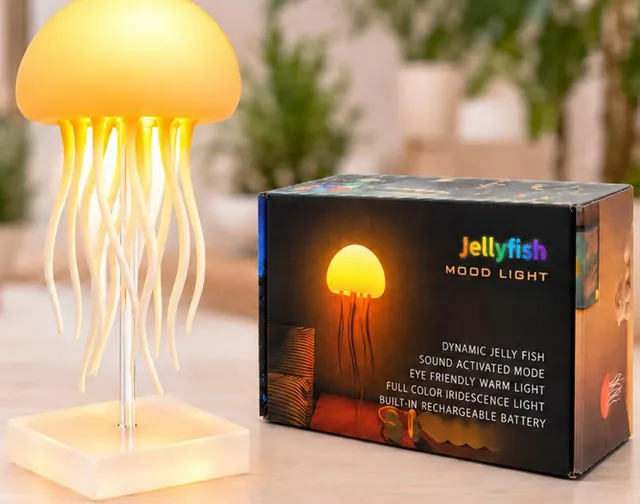 Jellyfish
MOOD LIGHT
DYNAMIC JELLY FISH
SOUND ACTIVATED MODE
EYE FRIENDLY WARM LIGHT
FULL COLOR IRIDESCENCE LIGHT
BUILT-IN RECHARGEABLE BATTERY